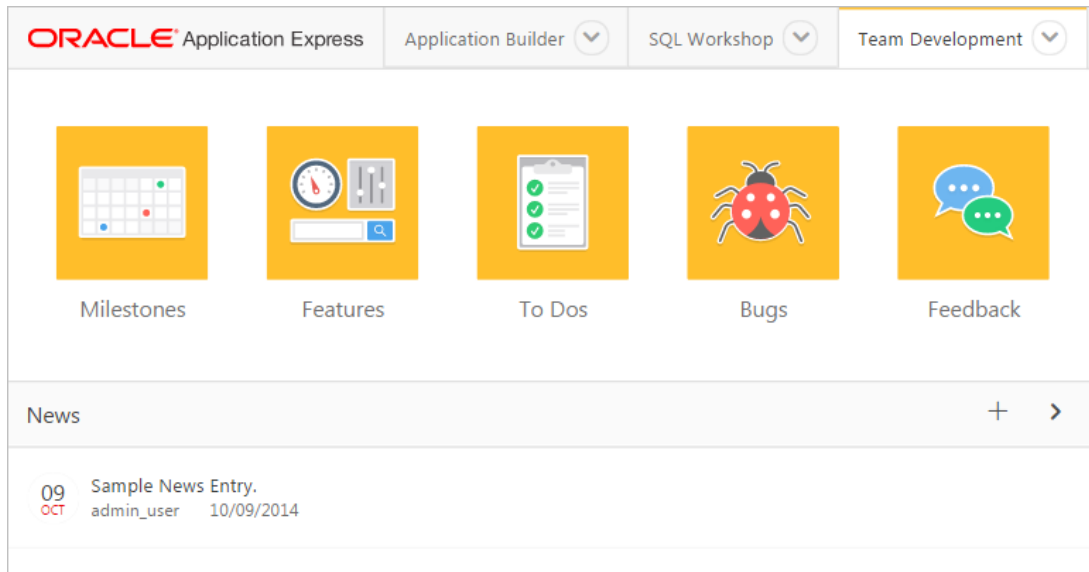 ORACLE® Application Express Application Builder SQL Workshop Team Development
Milestones Features To Dos Bugs Feedback
News
09 Sample News Entry.
OCT admin_user 10/09/2014